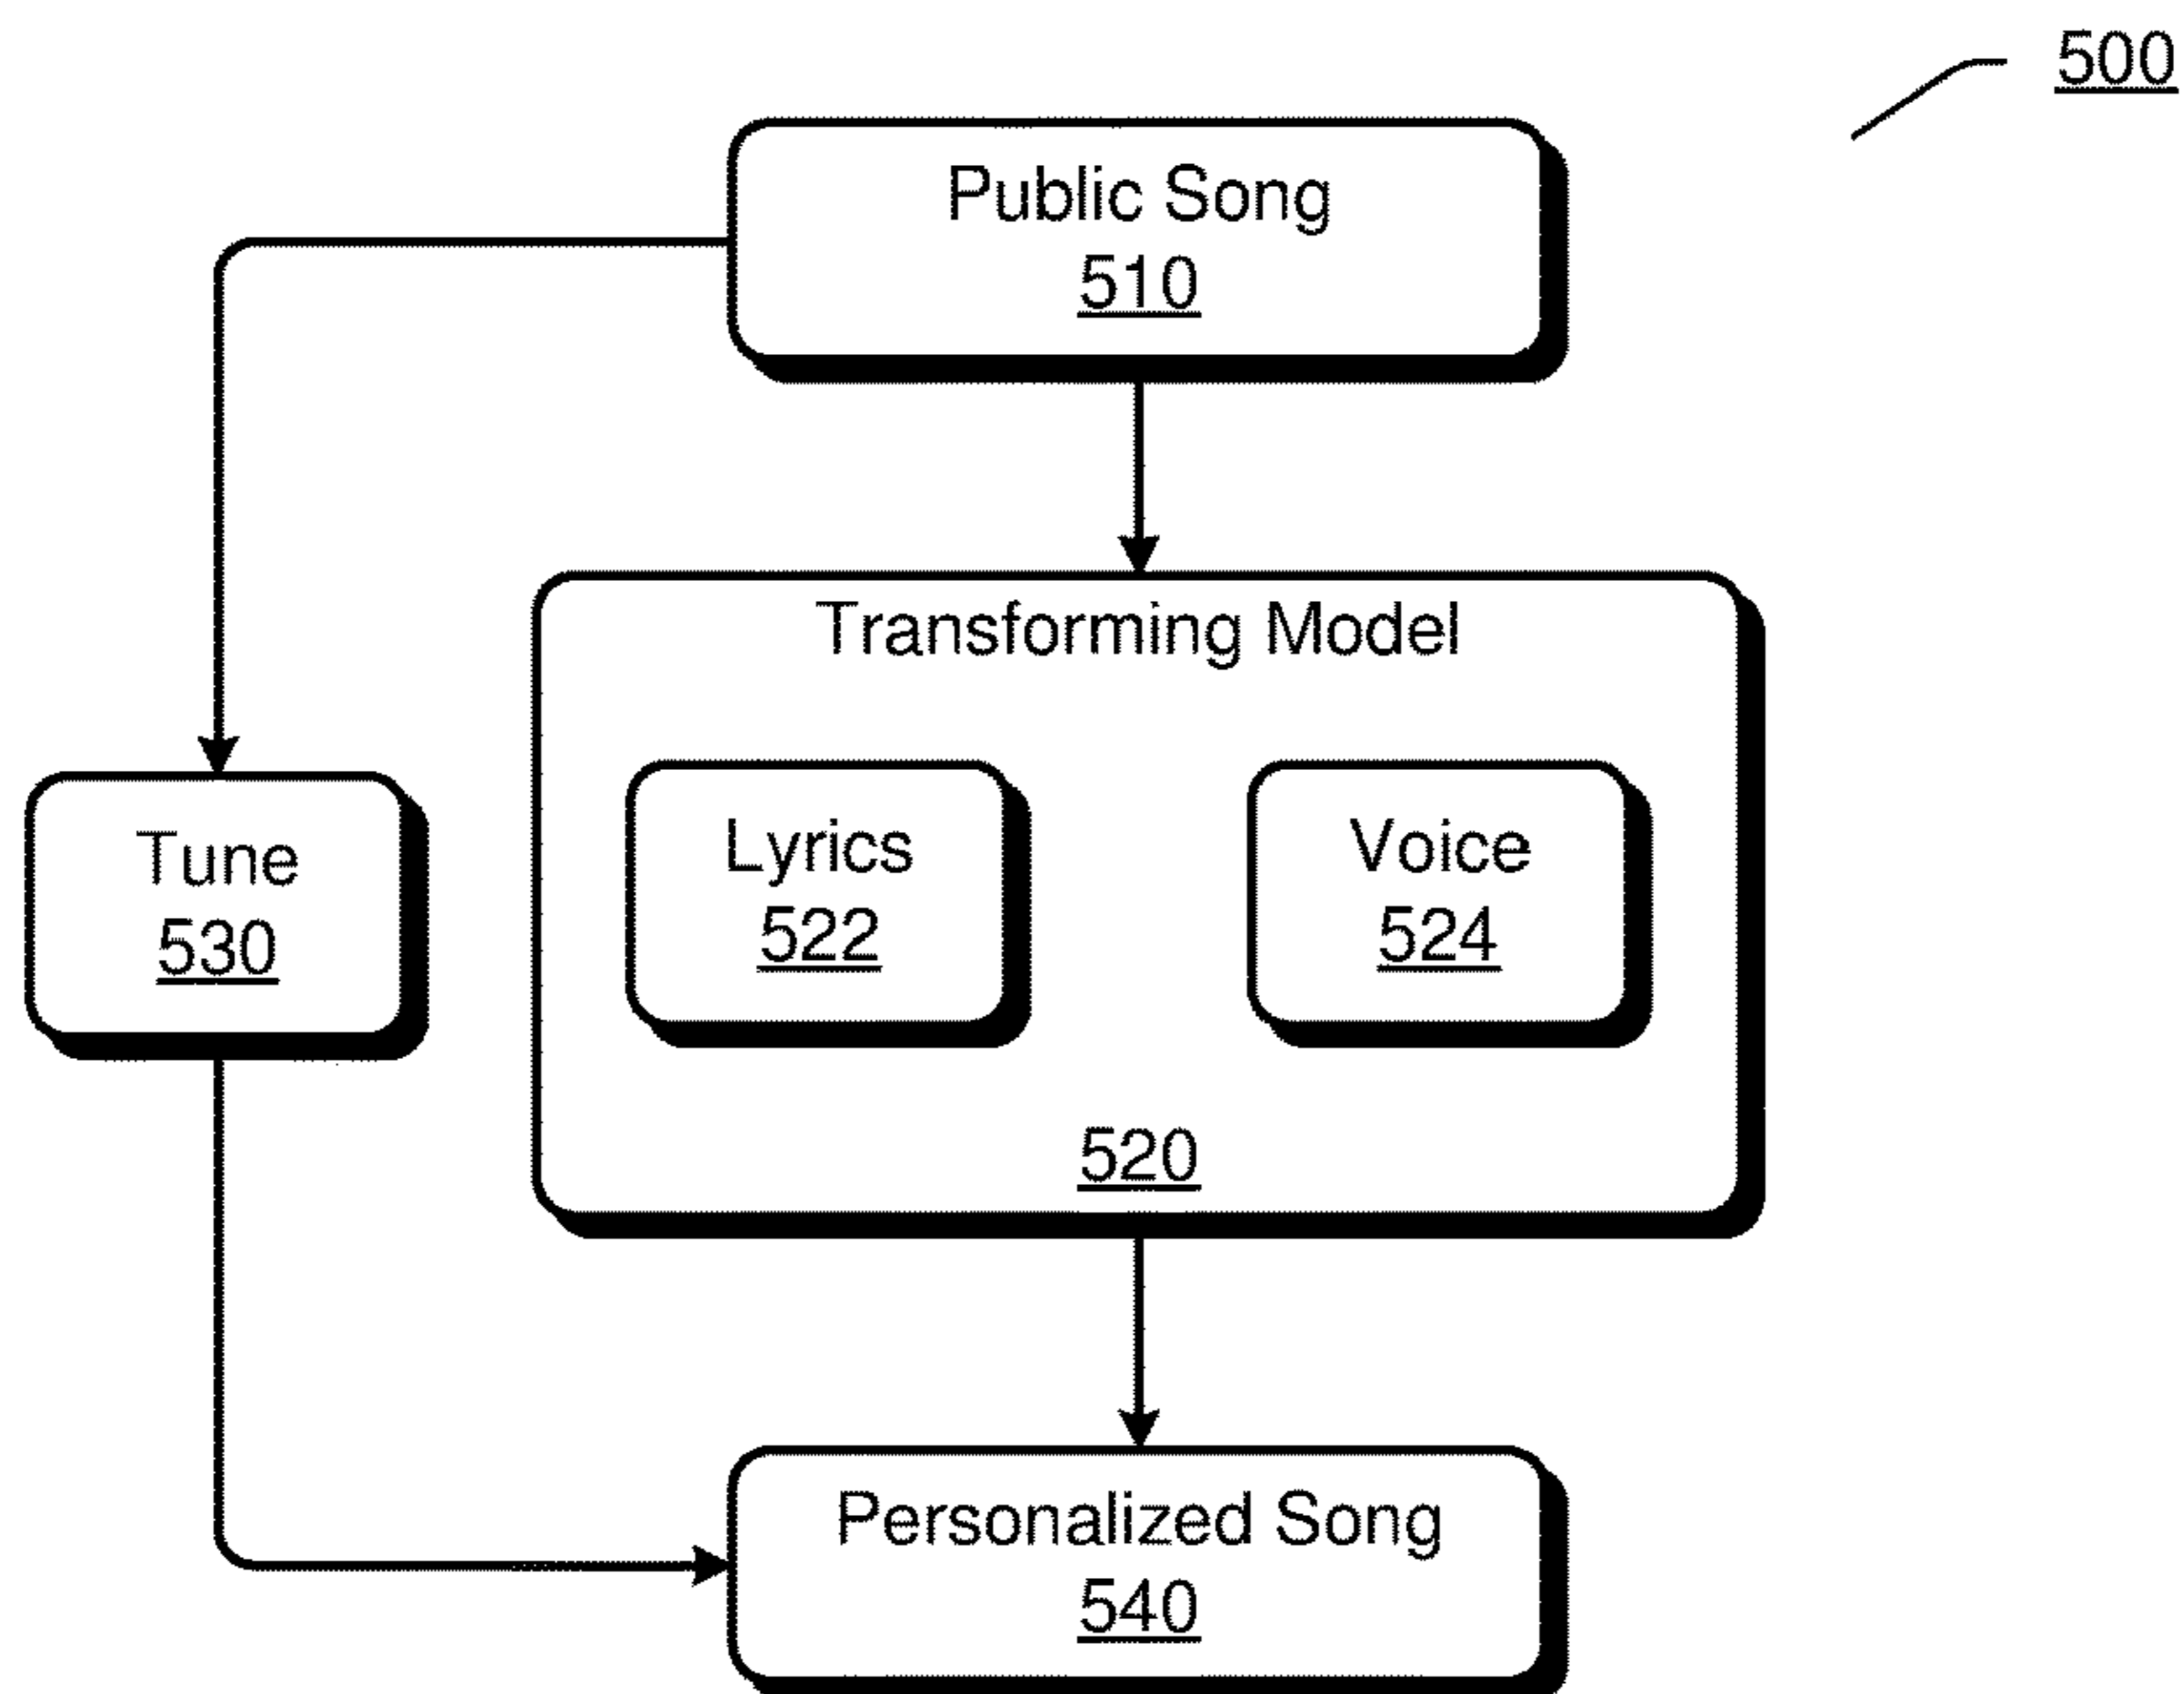 500
Public Song
510
Transforming Model
Tune
530
Lyrics
522
Voice
524
520
Personalized Song
540